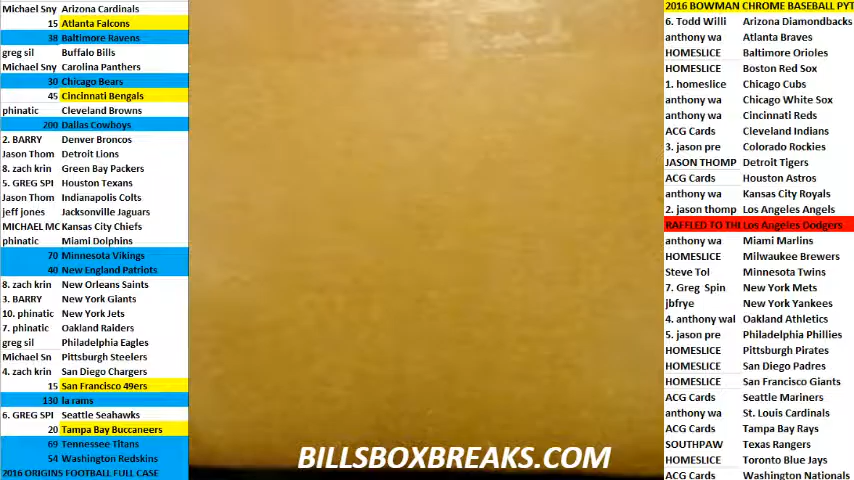 Michael Sny Arizona Cardinals
15 Atlanta Falcons
38 Baltimore Ravens
greg sil Buffalo Bills
Michael Sny Carolina Panthers
30 Chicago Bears
45 Cincinnati Bengals
phinatic Cleveland Browns
200 Dallas Cowboys
2. BARRY Denver Broncos
Jason Thom Detroit Lions
8. zach krin Green Bay Packers
5. GREG SPI Houston Texans
Jason Thom Indianapolis Colts
jeff jones Jacksonville Jaguars
MICHAEL MC Kansas City Chiefs
phinatic Miami Dolphins
70 Minnesota Vikings
40 New England Patriots
8. zach krin New Orleans Saints
3. BARRY New York Giants
10. phinatic New York Jets
7. phinatic Oakland Raiders
greg sil Philadelphia Eagles
Michael Sn Pittsburgh Steelers
4. zach krin San Diego Chargers
15 San Francisco 49ers
130 la rams
6. GREG SPI Seattle Seahawks
20 Tampa Bay Buccaneers
69 Tennessee Titans
54 Washington Redskins
2016 ORIGINS FOOTBALL FULL CASE
BILLSBOXBREAKS.COM
2016 BOWMAN CHROME BASEBALL PYT
6. Todd Willi Arizona Diamondbacks
anthony wa Atlanta Braves
HOMESLICE Baltimore Orioles
HOMESLICE Boston Red Sox
1. homeslice Chicago Cubs
anthony wa Chicago White Sox
anthony wa Cincinnati Reds
ACG Cards Cleveland Indians
3. jason pre Colorado Rockies
JASON THOMP Detroit Tigers
ACG Cards Houston Astros
anthony wa Kansas City Royals
2. jason thomp Los Angeles Angels
RAFFLED TO THI Los Angeles Dodgers
anthony wa Miami Marlins
HOMESLICE Milwaukee Brewers
Steve Tol Minnesota Twins
7. Greg Spin New York Mets
jbfrye New York Yankees
4. anthony wal Oakland Athletics
5. jason pre Philadelphia Phillies
HOMESLICE Pittsburgh Pirates
HOMESLICE San Diego Padres
HOMESLICE San Francisco Giants
ACG Cards Seattle Mariners
anthony wa St. Louis Cardinals
ACG Cards Tampa Bay Rays
SOUTHPAW Texas Rangers
HOMESLICE Toronto Blue Jays
ACG Cards Washington Nationals